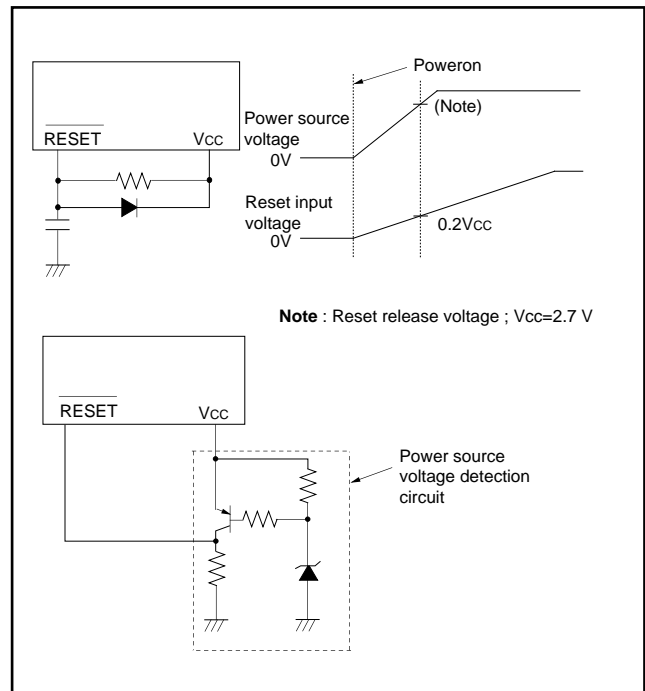 Poweron
RESET
VCC
Power source
voltage
(Note)
0V
Reset input
voltage
0V
0.2VCC
Note : Reset release voltage ; Vcc=2.7 V
RESET
VCC
Power source
voltage detection
circuit